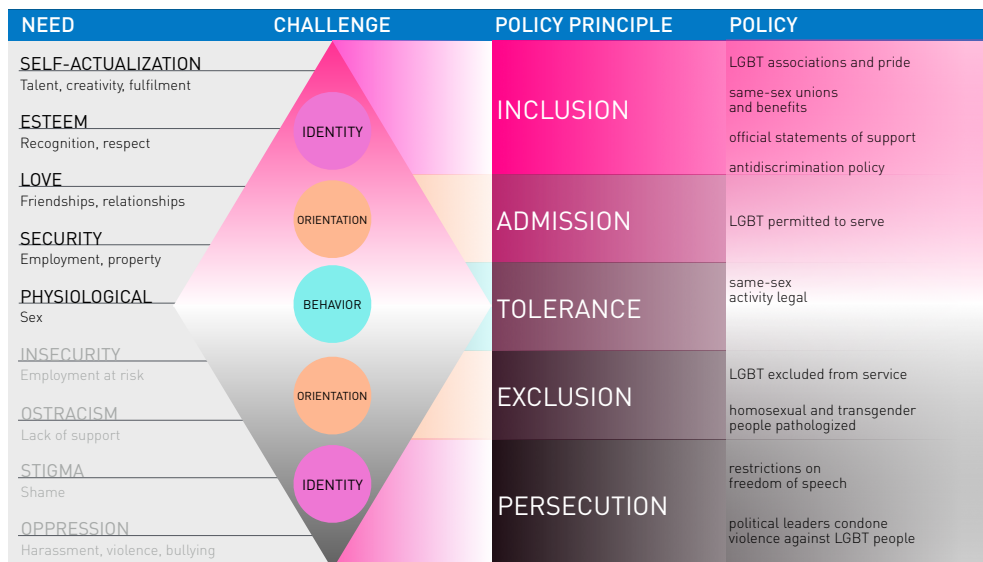 NEED CHALLENGE POLICY PRINCIPLE POLICY
SELF-ACTUALIZATION
Talent, creativity, fulfilment
ESTEEM
Recognition, respect
LOVE
Friendships, relationships
SECURITY
Employment, property
PHYSIOLOGICAL
Sex
INSECURITY
Employment at risk
OSTRACISM
Lack of support
STIGMA
Shame
OPPRESSION
Harassment, violence, bullying
IDENTITY
ORIENTATION
BEHAVIOR
ORIENTATION
IDENTITY
INCLUSION
ADMISSION
TOLERANCE
EXCLUSION
PERSECUTION
LGBT associations and pride
same-sex unions
and benefits
official statements of support
antidiscrimination policy
LGBT permitted to serve
same-sex
activity legal
LGBT excluded from service
homosexual and transgender
people pathologized
restrictions on
freedom of speech
political leaders condone
violence against LGBT people